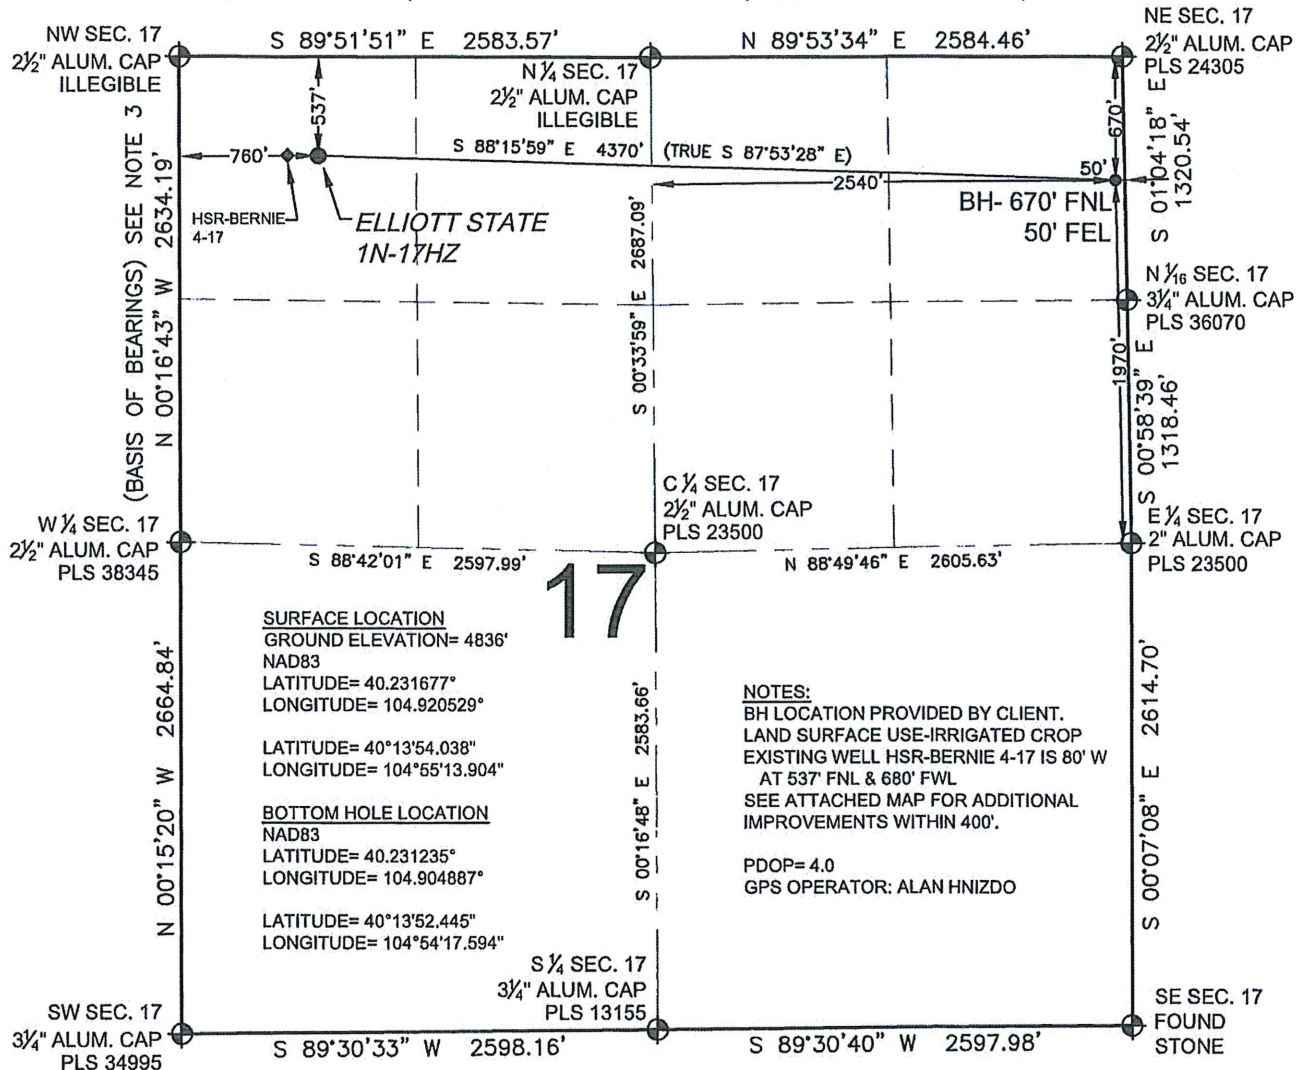 NW SEC. 17
2½" ALUM. CAP
ILLEGIBLE
S 89°51'51" E 2583.57'
N ¼ SEC. 17
2½" ALUM. CAP
ILLEGIBLE
N 89°53'34" E 2584.46'
NE SEC. 17
2½" ALUM. CAP
PLS 24305
537'
760'
HSR-BERNIE
4-17
ELLIOTT STATE
1N-17HZ
S 88°15'59" E 4370' (TRUE S 87°53'28" E)
2540'
50'
670'
BH- 670' FNL
50' FEL
S 01°04'18" E
1320.54'
(BASIS OF BEARINGS) SEE NOTE 3
N 00°16'43" W 2634.19'
S 00°33'59" E 2687.09'
N 1⁄16 SEC. 17
3¼" ALUM. CAP
PLS 36070
1970'
S 00°58'39" E
1318.46'
W ¼ SEC. 17
2½" ALUM. CAP
PLS 38345
S 88°42'01" E 2597.99'
C ¼ SEC. 17
2½" ALUM. CAP
PLS 23500
17
N 88°49'46" E 2605.63'
E ¼ SEC. 17
2" ALUM. CAP
PLS 23500
SURFACE LOCATION
GROUND ELEVATION= 4836'
NAD83
LATITUDE= 40.231677°
LONGITUDE= 104.920529°
LATITUDE= 40°13'54.038"
LONGITUDE= 104°55'13.904"
BOTTOM HOLE LOCATION
NAD83
LATITUDE= 40.231235°
LONGITUDE= 104.904887°
LATITUDE= 40°13'52.445"
LONGITUDE= 104°54'17.594"
N 00°15'20" W 2664.84'
S 00°16'48" E 2583.66'
NOTES:
BH LOCATION PROVIDED BY CLIENT.
LAND SURFACE USE-IRRIGATED CROP
EXISTING WELL HSR-BERNIE 4-17 IS 80' W
AT 537' FNL & 680' FWL
SEE ATTACHED MAP FOR ADDITIONAL
IMPROVEMENTS WITHIN 400'.
PDOP= 4.0
GPS OPERATOR: ALAN HNIZDO
S 00°07'08" E 2614.70'
SW SEC. 17
3¼" ALUM. CAP
PLS 34995
S 89°30'33" W 2598.16'
S ¼ SEC. 17
3¼" ALUM. CAP
PLS 13155
S 89°30'40" W 2597.98'
SE SEC. 17
FOUND
STONE